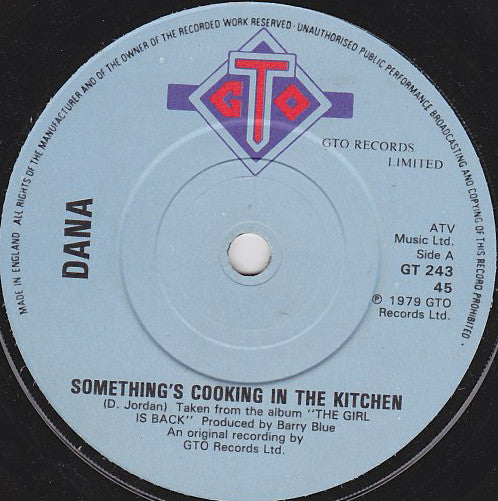 MADE IN ENGLAND. ALL RIGHTS OF THE MANUFACTURER AND OF THE OWNER OF THE RECORDED WORK RESERVED · UNAUTHORISED PUBLIC PERFORMANCE BROADCASTING AND COPYING OF THIS RECORD PROHIBITED.
GTO
GTO RECORDS
LIMITED
DANA
ATV
Music Ltd.
Side A
GT 243
45
℗ 1979 GTO
Records Ltd.
SOMETHING'S COOKING IN THE KITCHEN
(D. Jordan) Taken from the album "THE GIRL
IS BACK" Produced by Barry Blue
An original recording by
GTO Records Ltd.